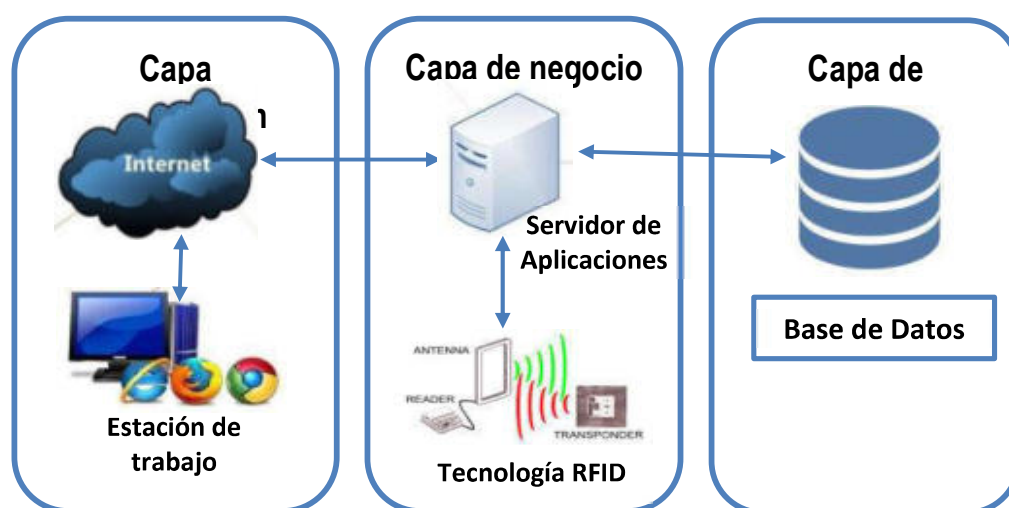 Capa
Internet
Estación de
trabajo
Capa de negocio
Servidor de
Aplicaciones
ANTENNA
READER
TRANSPONDER
Tecnología RFID
Capa de
Base de Datos